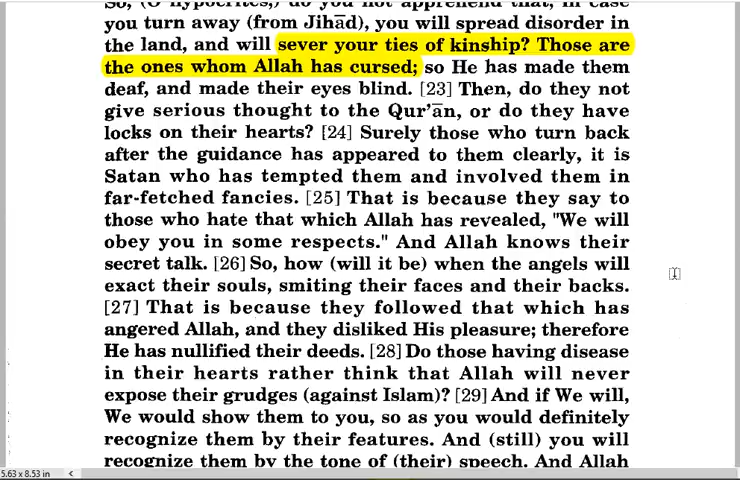 So, (O hypocrites,) do you not apprehend that, in case
you turn away (from Jihād), you will spread disorder in
the land, and will sever your ties of kinship? Those are
the ones whom Allah has cursed; so He has made them
deaf, and made their eyes blind. [23] Then, do they not
give serious thought to the Qur’ān, or do they have
locks on their hearts? [24] Surely those who turn back
after the guidance has appeared to them clearly, it is
Satan who has tempted them and involved them in
far-fetched fancies. [25] That is because they say to
those who hate that which Allah has revealed, "We will
obey you in some respects." And Allah knows their
secret talk. [26] So, how (will it be) when the angels will
exact their souls, smiting their faces and their backs.
[27] That is because they followed that which has
angered Allah, and they disliked His pleasure; therefore
He has nullified their deeds. [28] Do those having disease
in their hearts rather think that Allah will never
expose their grudges (against Islam)? [29] And if We will,
We would show them to you, so as you would definitely
recognize them by their features. And (still) you will
recognize them by the tone of (their) speech. And Allah
5.63 x 8.53 in